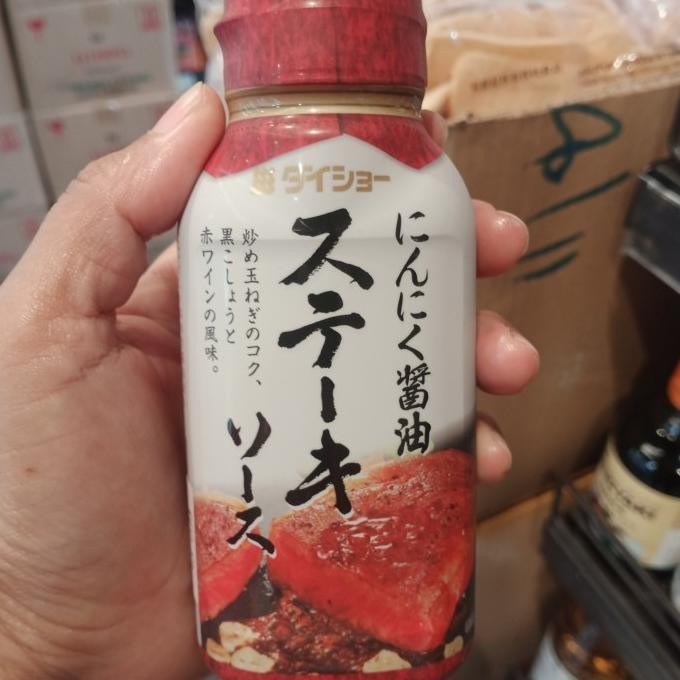 ダイショー
にんにく醤油
ステーキ
ソース
炒め玉ねぎのコク、
黒こしょうと
赤ワインの風味。